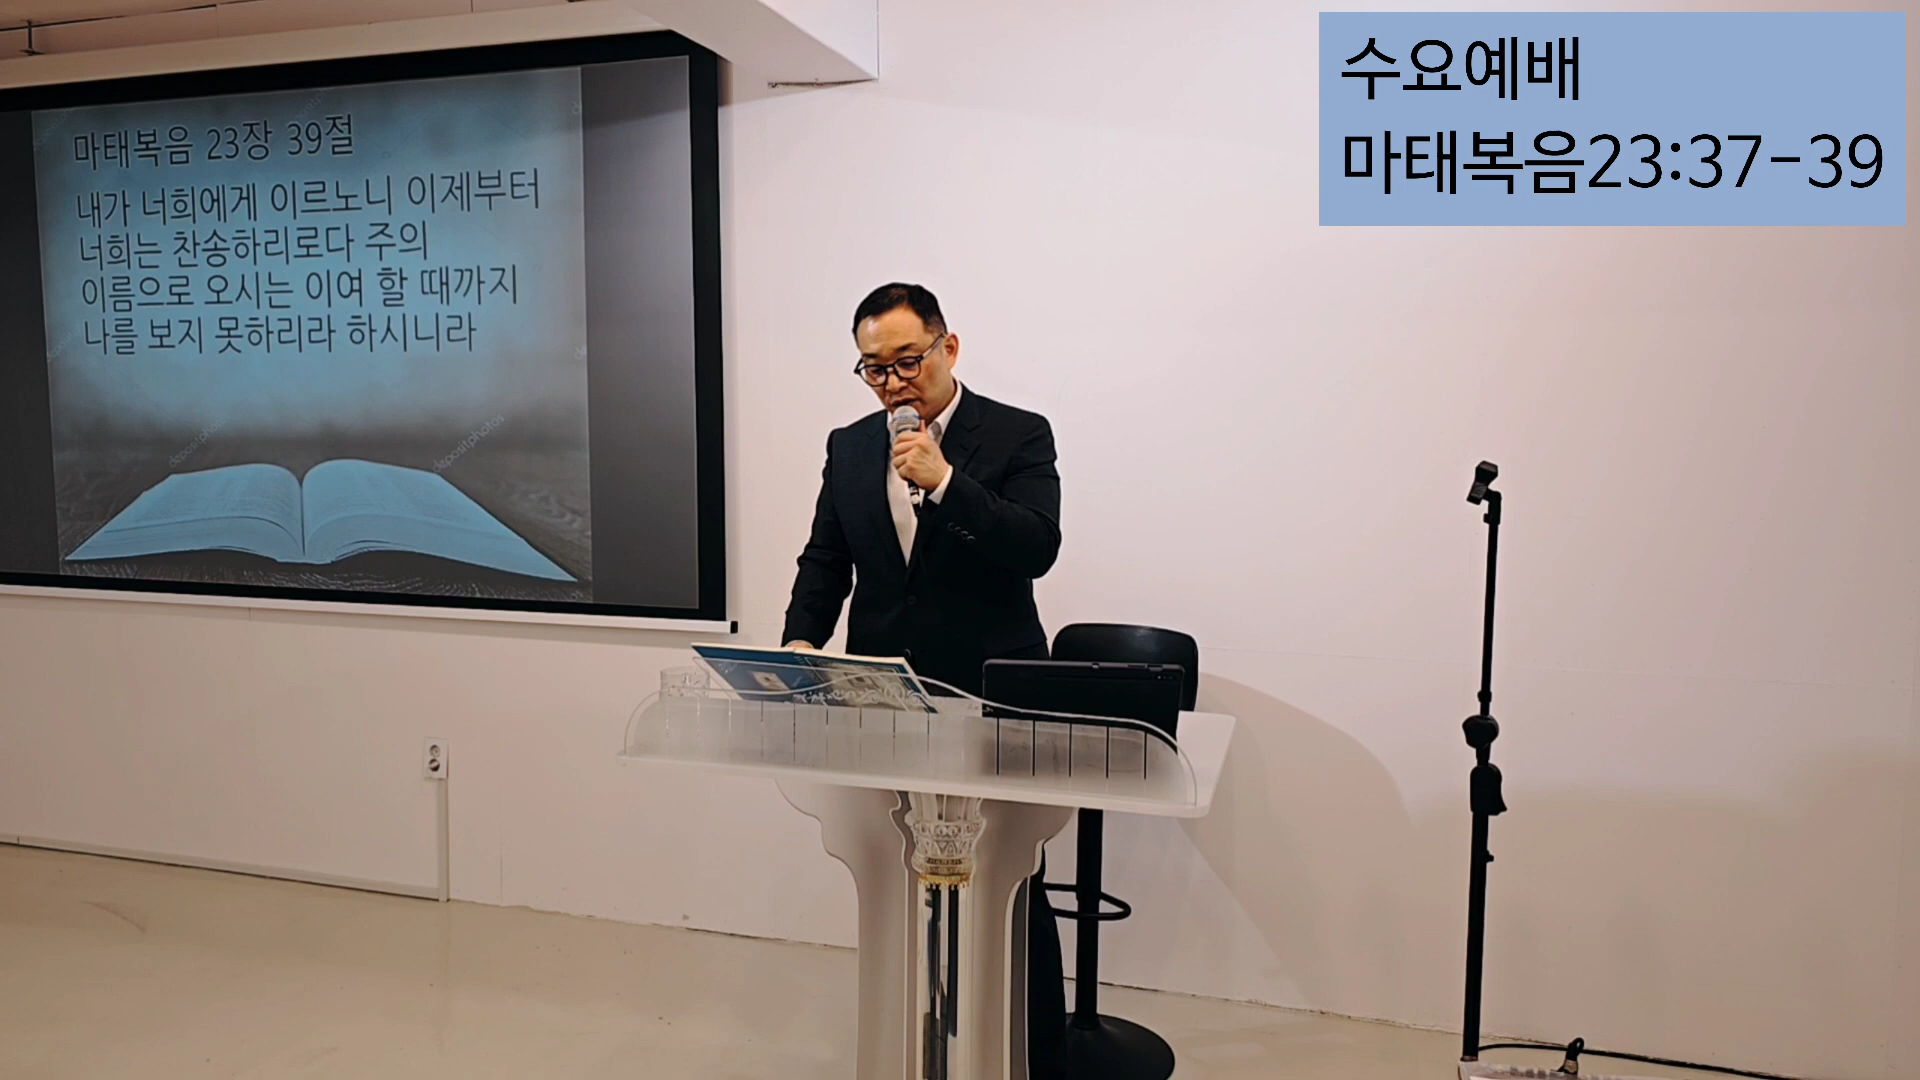 마태복음 23장 39절
내가 너희에게 이르노니 이제부터
너희는 찬송하리로다 주의
이름으로 오시는 이여 할 때까지
나를 보지 못하리라 하시니라
depositphotos
depositphotos
수요예배
마태복음23:37-39